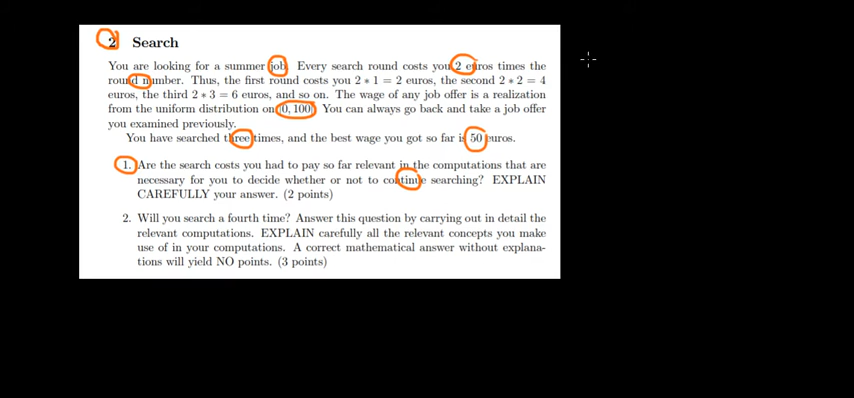 2 Search
You are looking for a summer job. Every search round costs you 2 euros times the
round number. Thus, the first round costs you 2 * 1 = 2 euros, the second 2 * 2 = 4
euros, the third 2 * 3 = 6 euros, and so on. The wage of any job offer is a realization
from the uniform distribution on [0, 100]. You can always go back and take a job offer
you examined previously.
You have searched three times, and the best wage you got so far is 50 euros.
1. Are the search costs you had to pay so far relevant in the computations that are
necessary for you to decide whether or not to continue searching? EXPLAIN
CAREFULLY your answer. (2 points)
2. Will you search a fourth time? Answer this question by carrying out in detail the
relevant computations. EXPLAIN carefully all the relevant concepts you make
use of in your computations. A correct mathematical answer without explana-
tions will yield NO points. (3 points)